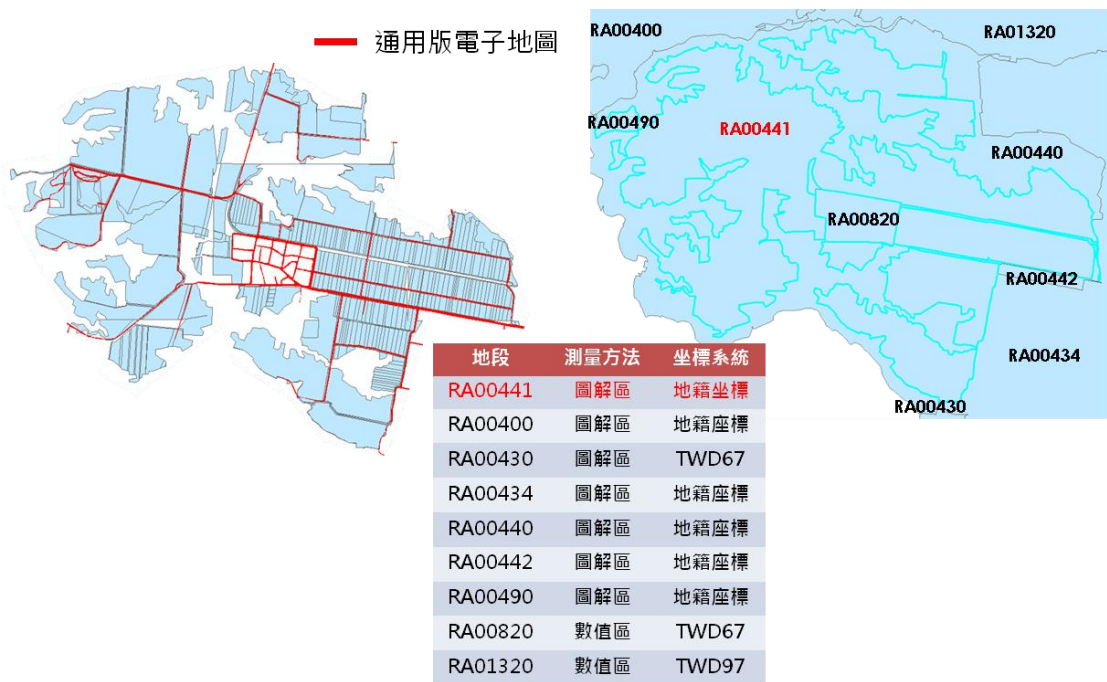 通用版電子地圖
RA00400
RA01320
RA00490
RA00441
RA00440
RA00820
RA00442
RA00434
RA00430
地段 測量方法 坐標系統
RA00441 圖解區 地籍坐標
RA00400 圖解區 地籍座標
RA00430 圖解區 TWD67
RA00434 圖解區 地籍座標
RA00440 圖解區 地籍座標
RA00442 圖解區 地籍座標
RA00490 圖解區 地籍座標
RA00820 數值區 TWD67
RA01320 數值區 TWD97